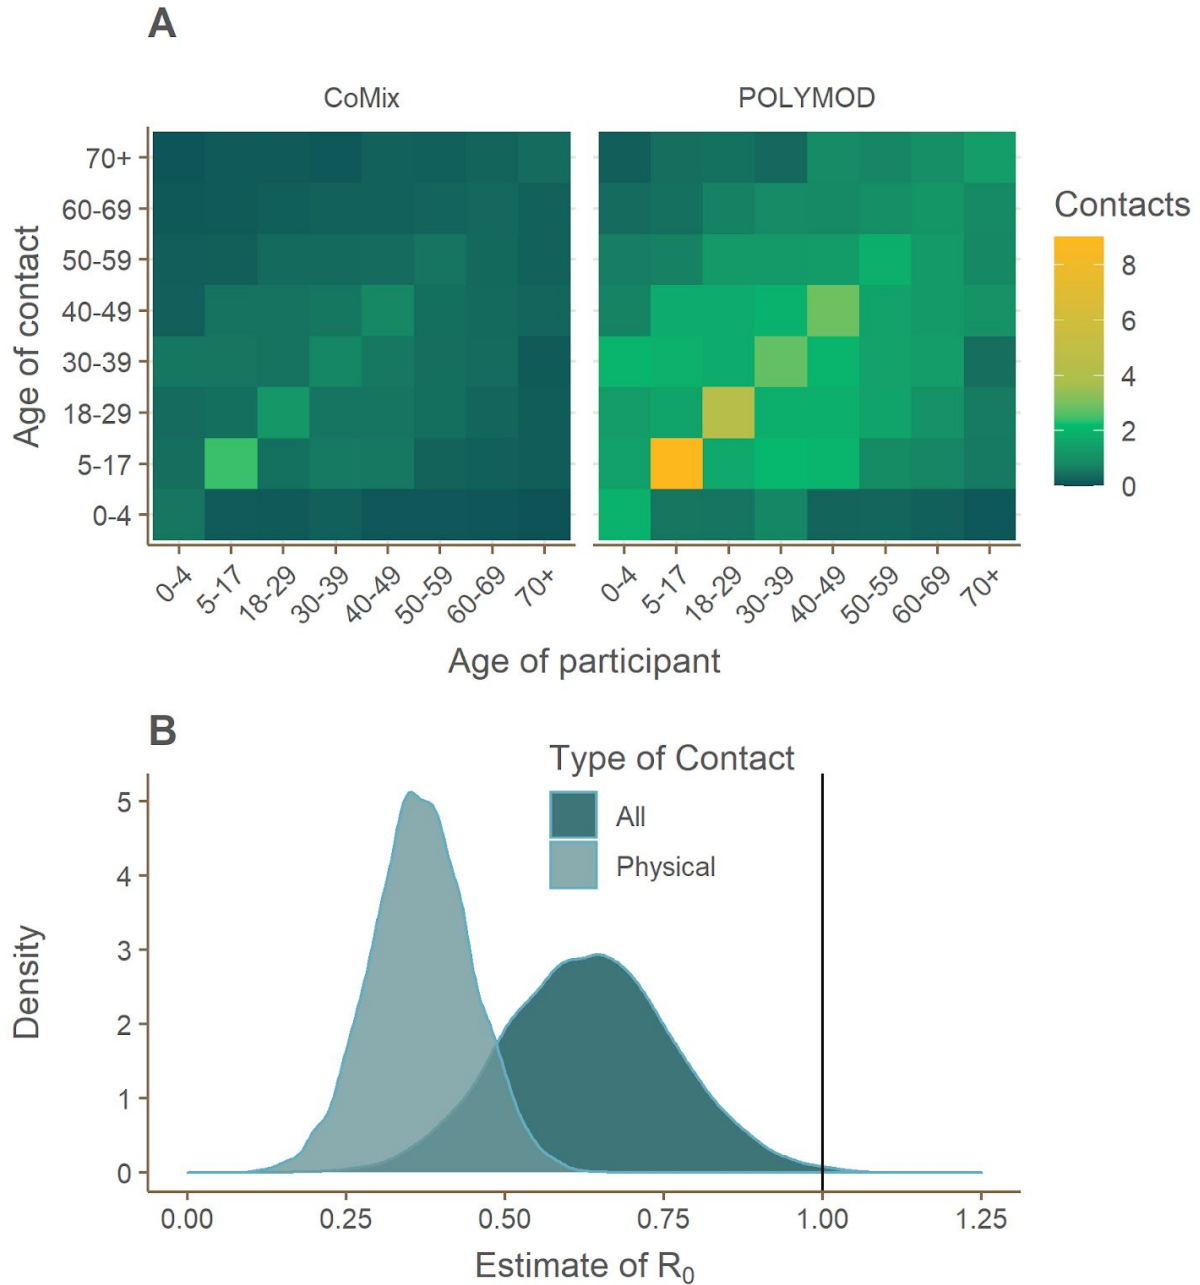 A
CoMix POLYMOD
Age of contact
70+
60-69
50-59
40-49
30-39
18-29
5-17
0-4
0-4 5-17 18-29 30-39 40-49 50-59 60-69 70+ 0-4 5-17 18-29 30-39 40-49 50-59 60-69 70+
Age of participant
Contacts
8
6
4
2
0
B
Type of Contact
All
Physical
Density
5
4
3
2
1
0
0.00 0.25 0.50 0.75 1.00 1.25
Estimate of R₀